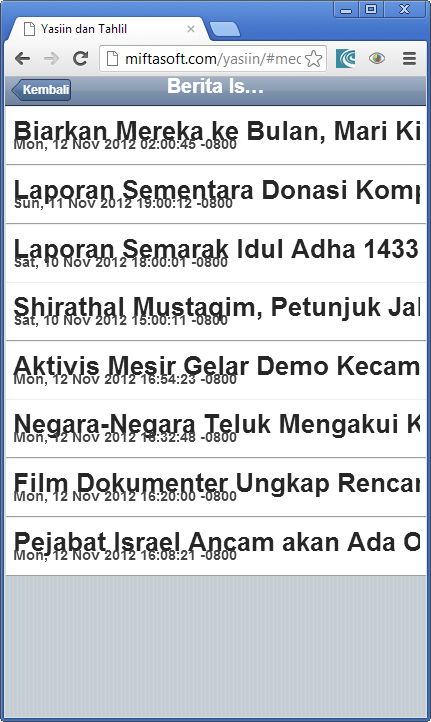 Yasiin dan Tahlil
miftasoft.com/yasiin/#med
Kembali
Berita Is...
Biarkan Mereka ke Bulan, Mari Ki
Mon, 12 Nov 2012 02:00:45 -0800
Laporan Sementara Donasi Komp
Sun, 11 Nov 2012 19:00:12 -0800
Laporan Semarak Idul Adha 1433
Sat, 10 Nov 2012 18:00:01 -0800
Shirathal Mustaqim, Petunjuk Jal
Sat, 10 Nov 2012 15:00:11 -0800
Aktivis Mesir Gelar Demo Kecam
Mon, 12 Nov 2012 16:54:23 -0800
Negara-Negara Teluk Mengakui K
Mon, 12 Nov 2012 16:32:48 -0800
Film Dokumenter Ungkap Rencan
Mon, 12 Nov 2012 16:20:00 -0800
Pejabat Israel Ancam akan Ada O
Mon, 12 Nov 2012 16:08:21 -0800